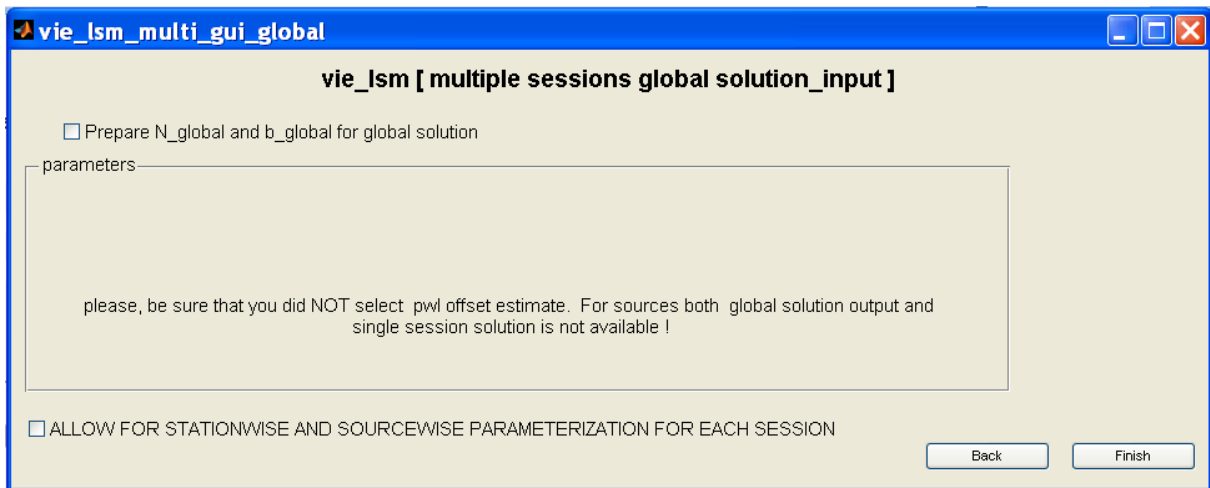 vie_lsm_multi_gui_global
vie_lsm [ multiple sessions global solution_input ]
Prepare N_global and b_global for global solution
parameters
please, be sure that you did NOT select pwl offset estimate. For sources both global solution output and
single session solution is not available !
ALLOW FOR STATIONWISE AND SOURCEWISE PARAMETERIZATION FOR EACH SESSION
Back
Finish